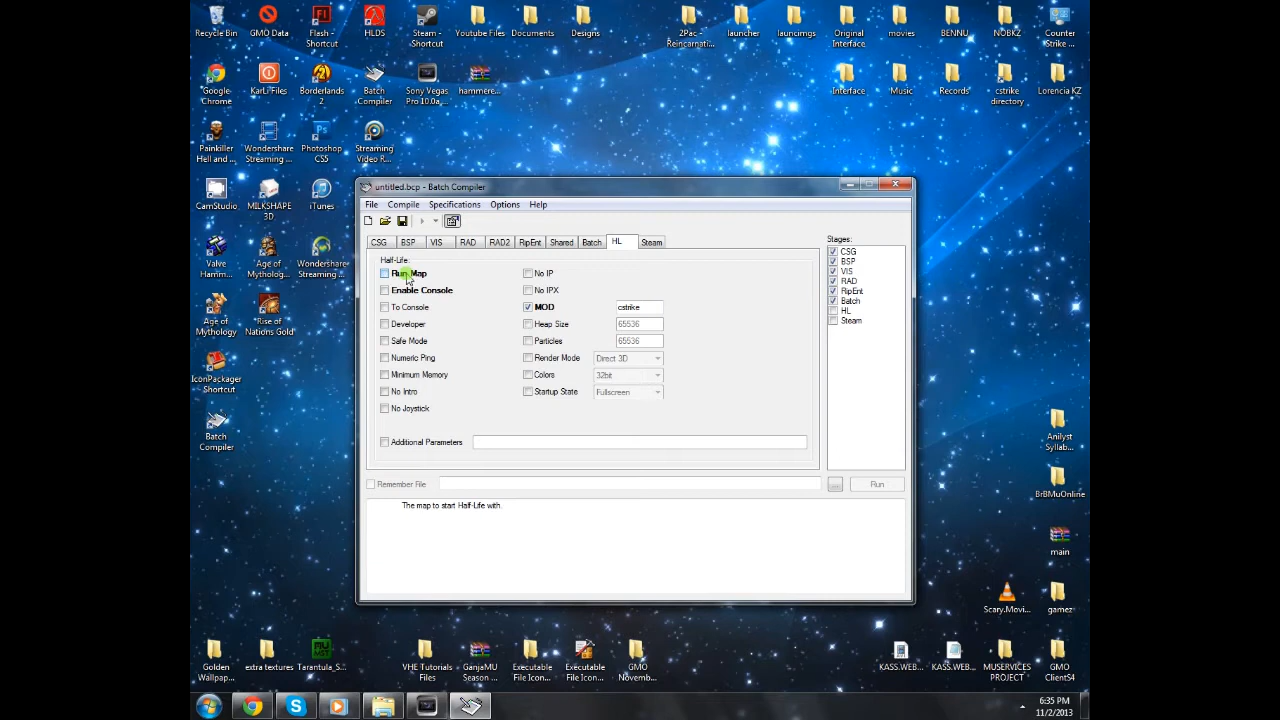 Recycle Bin
GMO Data
Flash - Shortcut
HLDS
Steam - Shortcut
Youtube Files
Documents
Designs
2Pac - Reincarnati...
launcher
launcimgs
Original Interface
movies
BENNU
NOBKZ
Counter Strike ...
Google Chrome
KarLi Files
Borderlands 2
Batch Compiler
Sony Vegas Pro 10.0a...
hammere...
Interface
Music
Records
cstrike directory
Lorencia KZ
Painkiller Hell and ...
Wondershare Streaming ...
Photoshop CS5
Streaming Video R...
CamStudio
MILKSHAPE 3D
iTunes
Valve Hamm...
Age of Mytholog...
Wondershare Streaming ...
Age of Mythology
Rise of Nations Gold
IconPackager - Shortcut
Batch Compiler
untitled.bcp - Batch Compiler
File Compile Specifications Options Help
CSG BSP VIS RAD RAD2 RipEnt Shared Batch HL Steam
Half-Life:
Run Map
Enable Console
To Console
Developer
Safe Mode
Numeric Ping
Minimum Memory
No Intro
No Joystick
No IP
No IPX
MOD cstrike
Heap Size 65536
Particles 65536
Render Mode Direct 3D
Colors 32bit
Startup State Fullscreen
Additional Parameters
Stages:
CSG
BSP
VIS
RAD
RipEnt
Batch
HL
Steam
Remember File
... Run
The map to start Half-Life with.
Anilyst Syllab...
BrBMuOnline
main
Scary.Movi...
gamez
Golden Wallpap...
extra textures
Tarantula_S...
VHE Tutorials Files
GanjaMU Season ...
Executable File Icon...
Executable File Icon...
GMO Novemb...
KASS.WEB...
KASS.WEB...
MUSERVICES PROJECT
GMO ClientS4
6:35 PM
11/2/2013